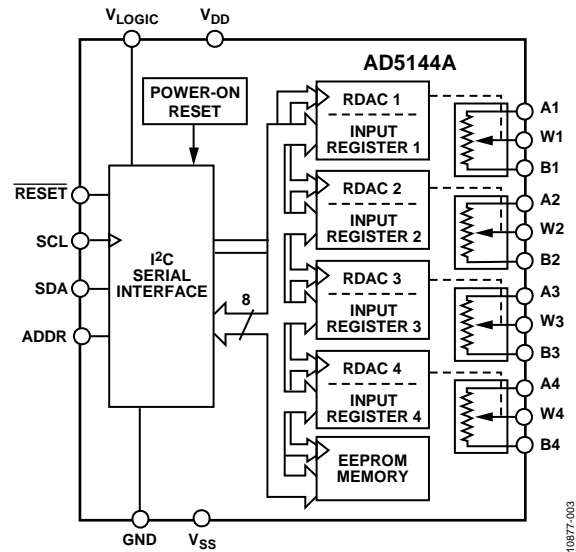 VLOGIC
VDD
AD5144A
POWER-ON
RESET
RDAC 1
INPUT
REGISTER 1
A1
W1
B1
RESET
SCL
SDA
ADDR
I2C
SERIAL
INTERFACE
8
RDAC 2
INPUT
REGISTER 2
A2
W2
B2
RDAC 3
INPUT
REGISTER 3
A3
W3
B3
RDAC 4
INPUT
REGISTER 4
A4
W4
B4
EEPROM
MEMORY
GND
VSS
10877-003